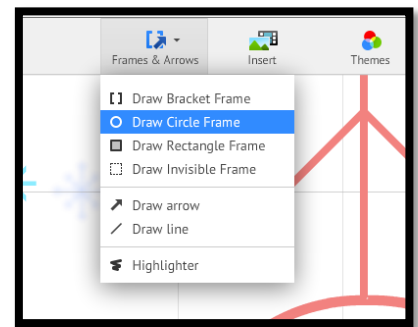 Frames & Arrows
Insert
Themes
Draw Bracket Frame
Draw Circle Frame
Draw Rectangle Frame
Draw Invisible Frame
Draw arrow
Draw line
Highlighter